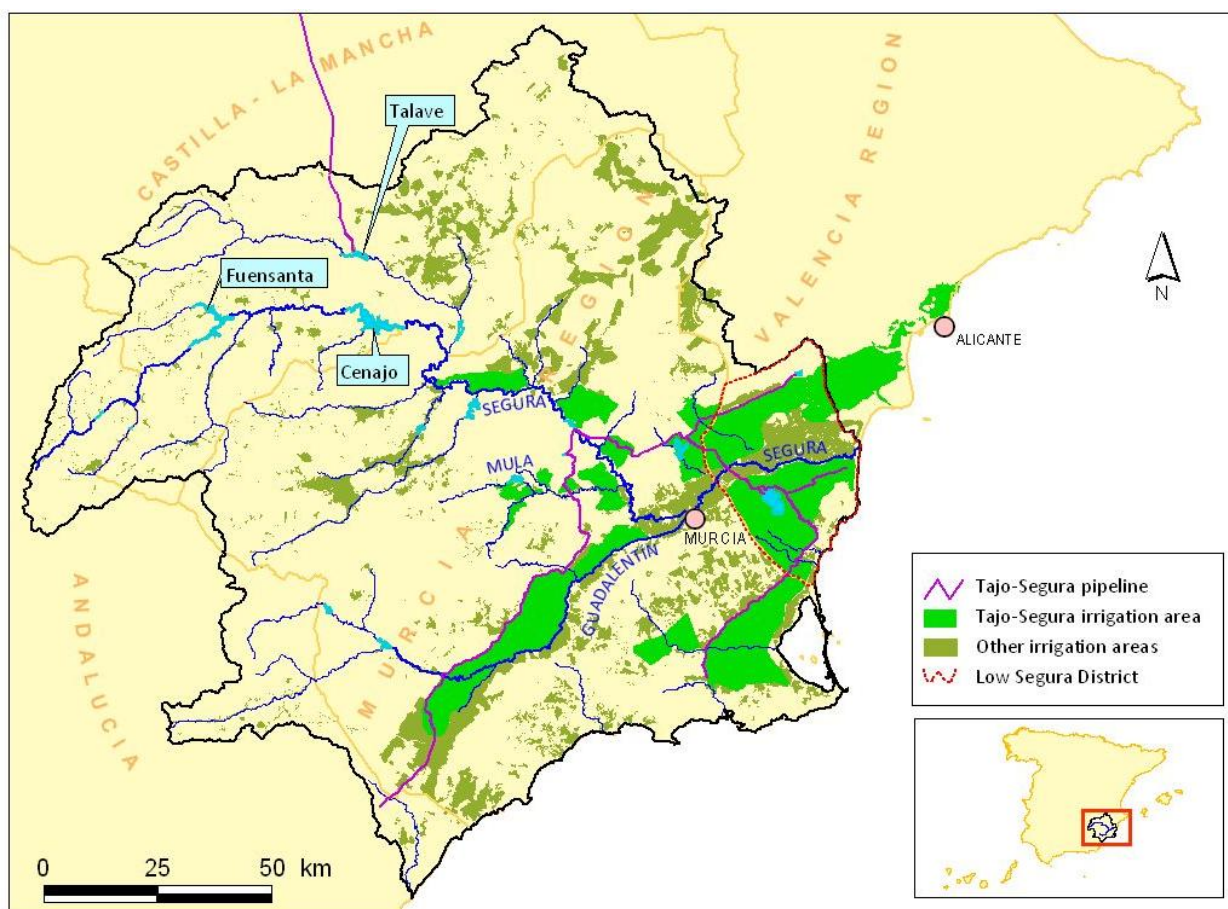 CASTILLA - LA MANCHA
VALENCIA REGION
Talave
Fuensanta
Cenajo
ALICANTE
N
SEGURA
SEGURA
MULA
MURCIA
GUADALENTÍN
MURCIA REGION
ANDALUCIA
Tajo-Segura pipeline
Tajo-Segura irrigation area
Other irrigation areas
Low Segura District
0 25 50 km